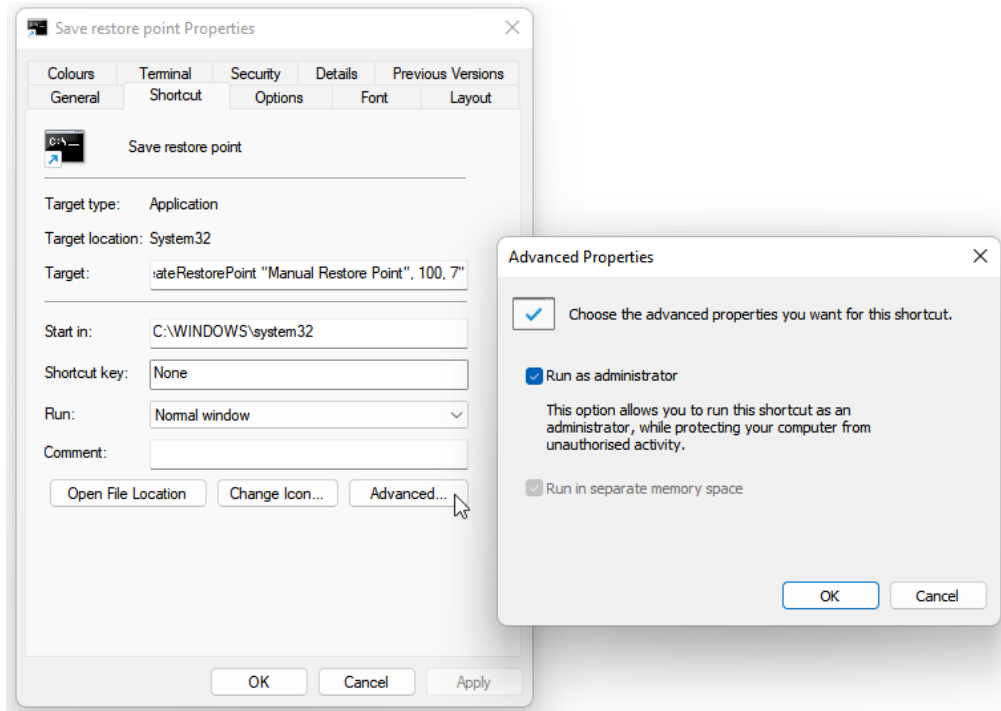 Save restore point Properties
Colours Terminal Security Details Previous Versions
General Shortcut Options Font Layout
C:\
Save restore point
Target type: Application
Target location: System32
Target: eateRestorePoint "Manual Restore Point", 100, 7"
Start in: C:\WINDOWS\system32
Shortcut key: None
Run: Normal window
Comment:
Open File Location Change Icon... Advanced...
OK Cancel Apply
Advanced Properties
Choose the advanced properties you want for this shortcut.
Run as administrator
This option allows you to run this shortcut as an
administrator, while protecting your computer from
unauthorised activity.
Run in separate memory space
OK Cancel